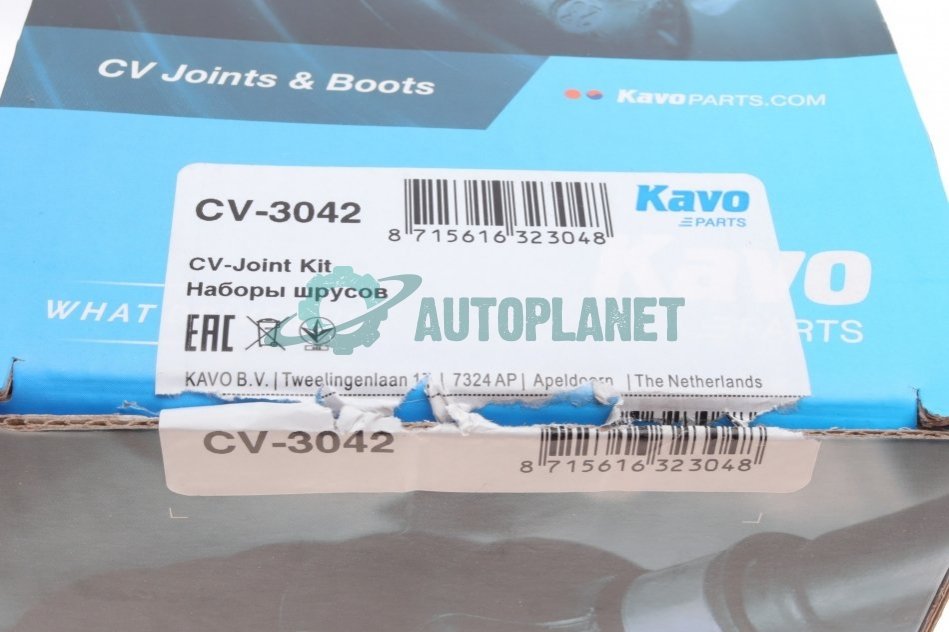 CV Joints & Boots
KAVOPARTS.COM
CV-3042
8 715616 323048
Kavo
PARTS
CV-Joint Kit
Наборы шрусов
Kavo
PARTS
WHAT
AUTOPLANET
EAC
KAVO B.V. | Tweelingenlaan | 7324 AP | Apeldoorn | The Netherlands
CV-3042
8 715616 323048